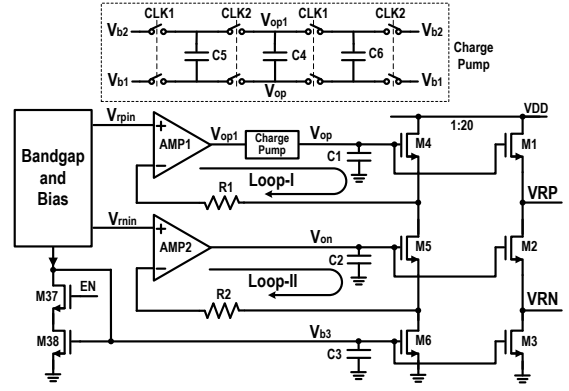 CLK1 CLK2 Vop1 CLK1 CLK2
Vb2 Vb2
C5 C4 C6
Vb1 Vop Vb1
Charge
Pump
VDD
1:20
Vrpin
AMP1
Vop1
Charge
Pump
Vop
C1
M4 M1
Bandgap
and
Bias
Loop-I
R1
VRP
Vrnin
AMP2
Von
C2
M5 M2
Loop-II
R2
VRN
M37 EN
M38
Vb3
C3
M6 M3